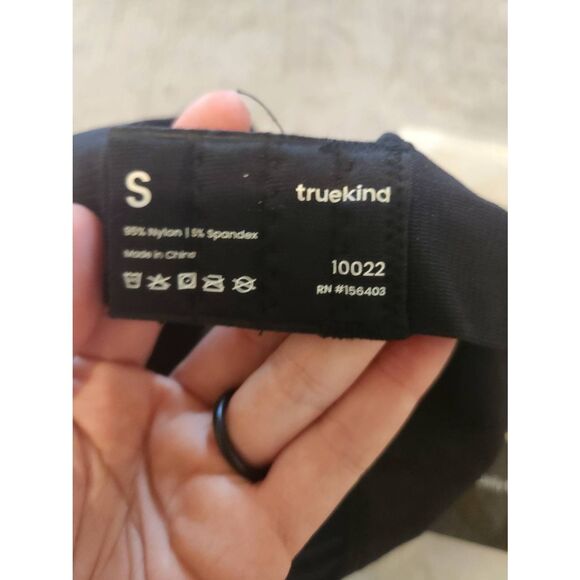 S
truekind
95% Nylon | 5% Spandex
Made in China
10022
RN #156403